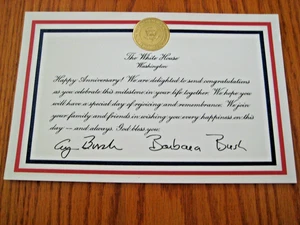 The White House
Washington
Happy Anniversary! We are delighted to send congratulations
as you celebrate this milestone in your life together. We hope you
will have a special day of rejoicing and remembrance. We join
your family and friends in wishing you every happiness in this
day — and always. God bless you.
Barbara Bush